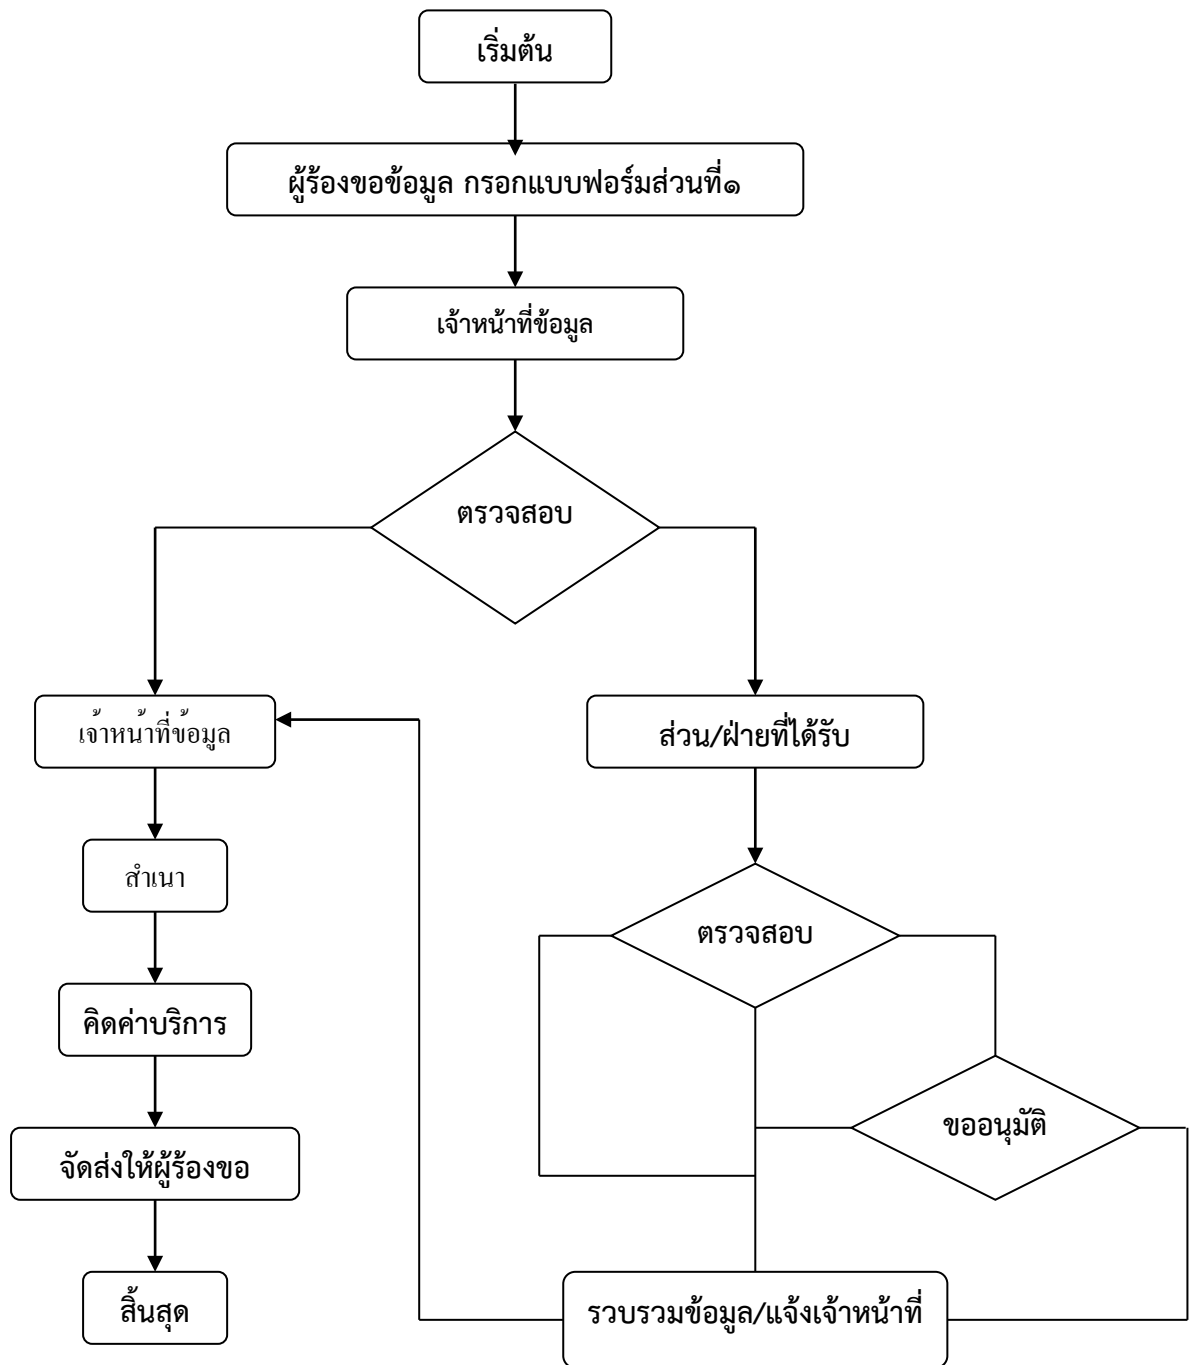 เริ่มต้น
ผู้ร้องขอข้อมูล กรอกแบบฟอร์มส่วนที่๑
เจ้าหน้าที่ข้อมูล
ตรวจสอบ
เจ้าหน้าที่ข้อมูล
ส่วน/ฝ่ายที่ได้รับ
สำเนา
ตรวจสอบ
คิดค่าบริการ
ขออนุมัติ
จัดส่งให้ผู้ร้องขอ
สิ้นสุด
รวบรวมข้อมูล/แจ้งเจ้าหน้าที่